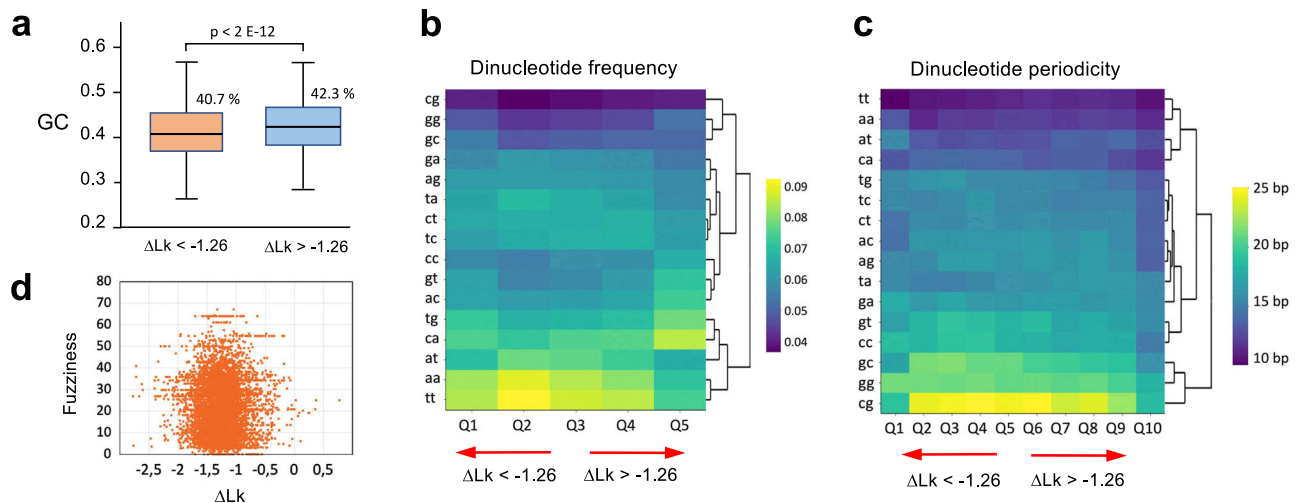 a
p < 2 E-12
0.6
0.5
0.4
0.3
0.2
GC
40.7 %
42.3 %
ΔLk < -1.26
ΔLk > -1.26
b
Dinucleotide frequency
cg
gg
gc
ga
ag
ta
ct
tc
cc
gt
ac
tg
ca
at
aa
tt
Q1 Q2 Q3 Q4 Q5
ΔLk < -1.26
ΔLk > -1.26
0.09
0.08
0.07
0.06
0.05
0.04
c
Dinucleotide periodicity
tt
aa
at
ca
tg
tc
ct
ac
ag
ta
ga
gt
cc
gc
gg
cg
Q1 Q2 Q3 Q4 Q5 Q6 Q7 Q8 Q9 Q10
ΔLk < -1.26
ΔLk > -1.26
25 bp
20 bp
15 bp
10 bp
d
80
70
60
50
40
30
20
10
0
Fuzziness
-2,5 -2 -1,5 -1 -0,5 0 0,5
ΔLk